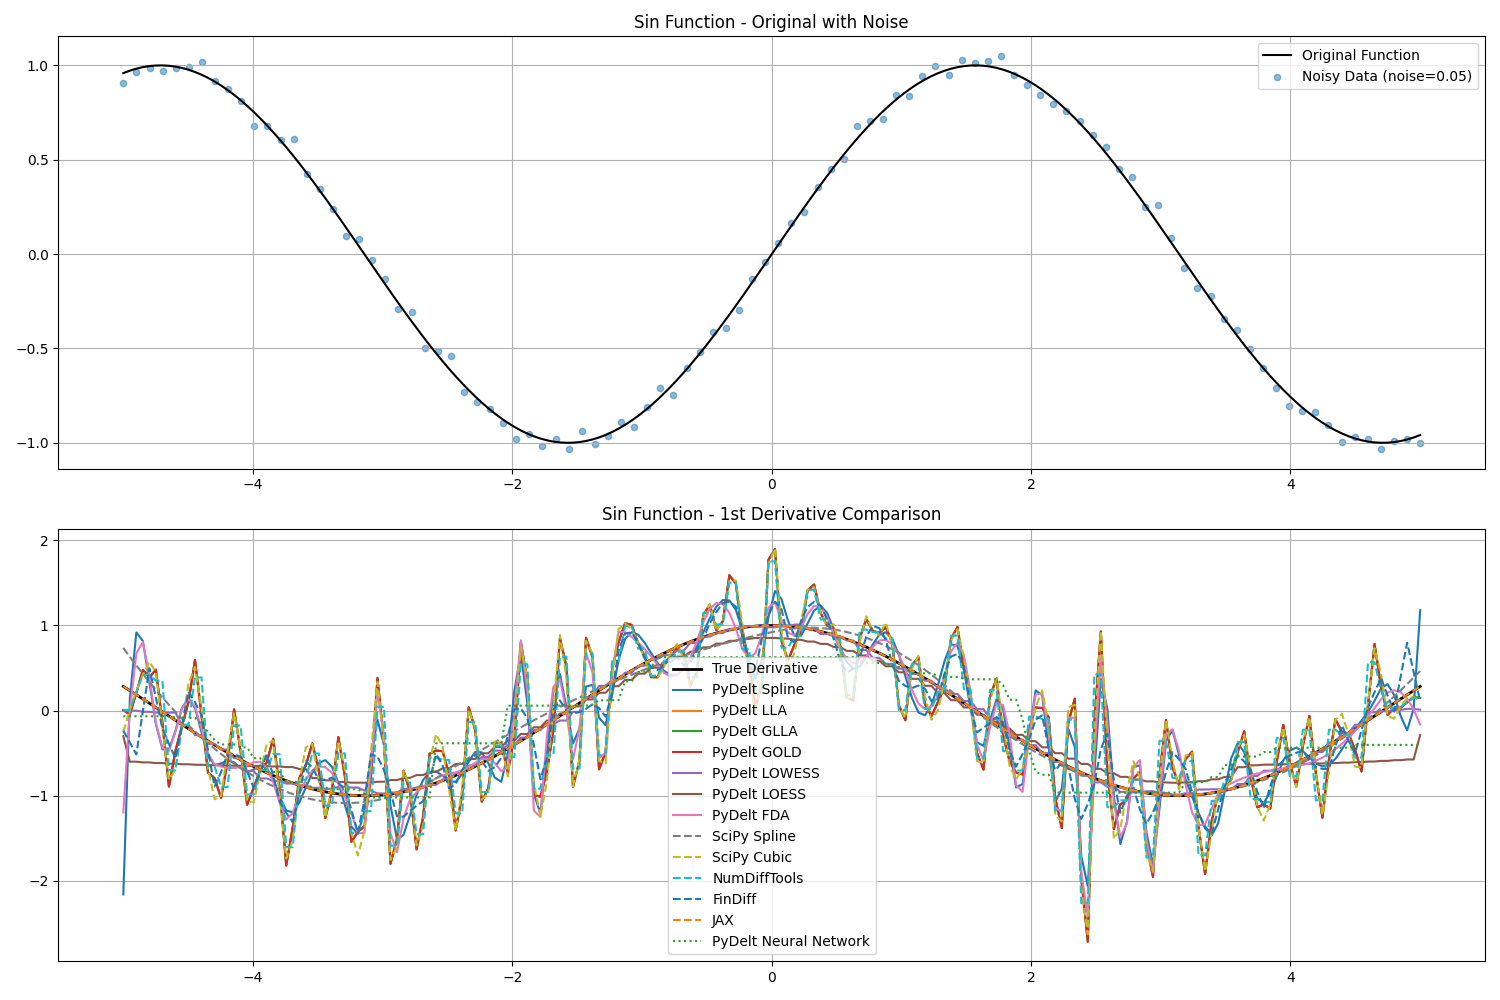 Sin Function - Original with Noise
Original Function
Noisy Data (noise=0.05)
1.0
0.5
0.0
−0.5
−1.0
−4
−2
0
2
4
Sin Function - 1st Derivative Comparison
2
1
0
−1
−2
True Derivative
PyDelt Spline
PyDelt LLA
PyDelt GLLA
PyDelt GOLD
PyDelt LOWESS
PyDelt LOESS
PyDelt FDA
SciPy Spline
SciPy Cubic
NumDiffTools
FinDiff
JAX
PyDelt Neural Network
−4
−2
0
2
4